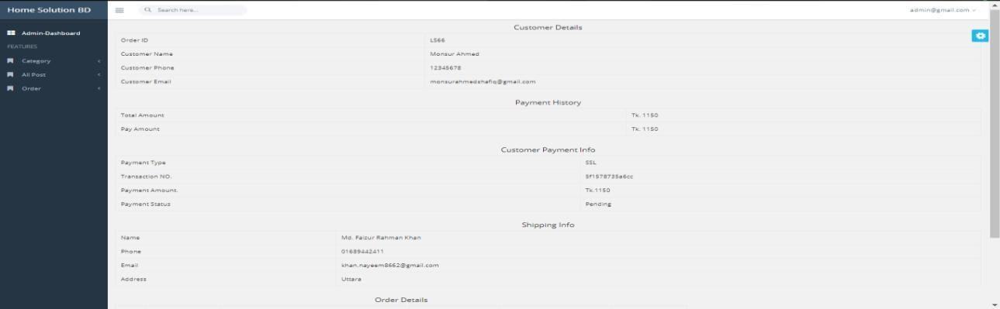 Home Solution BD
Search here...
admin@gmail.com
Admin-Dashboard
FEATURES
Category
All Post
Order
Customer Details
Order ID LS66
Customer Name Monsur Ahmed
Customer Phone 12345678
Customer Email monsurahmedshafiq@gmail.com
Payment History
Total Amount Tk. 1150
Pay Amount Tk. 1150
Customer Payment Info
Payment Type SSL
Transaction NO. 5f1578735a6cc
Payment Amount. Tk.1150
Payment Status Pending
Shipping Info
Name Md. Faizur Rahman Khan
Phone 01689442411
Email khan.nayeem8662@gmail.com
Address Uttara
Order Details